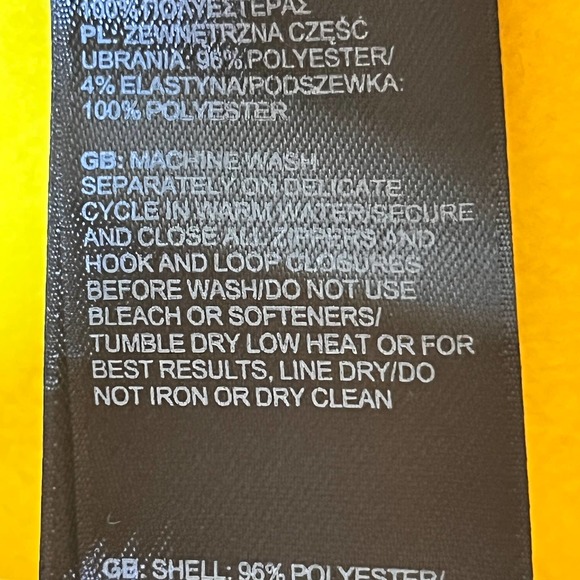 100% ΠΟΛΥΕΣΤΕΡΑΣ
PL: ZEWNĘTRZNA CZĘŚĆ
UBRANIA: 96% POLYESTER/
4% ELASTYNA/PODSZEWKA:
100% POLYESTER
GB: MACHINE WASH
SEPARATELY ON DELICATE
CYCLE IN WARM WATER/SECURE
AND CLOSE ALL ZIPPERS AND
HOOK AND LOOP CLOSURES
BEFORE WASH/DO NOT USE
BLEACH OR SOFTENERS/
TUMBLE DRY LOW HEAT OR FOR
BEST RESULTS, LINE DRY/DO
NOT IRON OR DRY CLEAN
GB: SHELL: 96% POLYESTER/